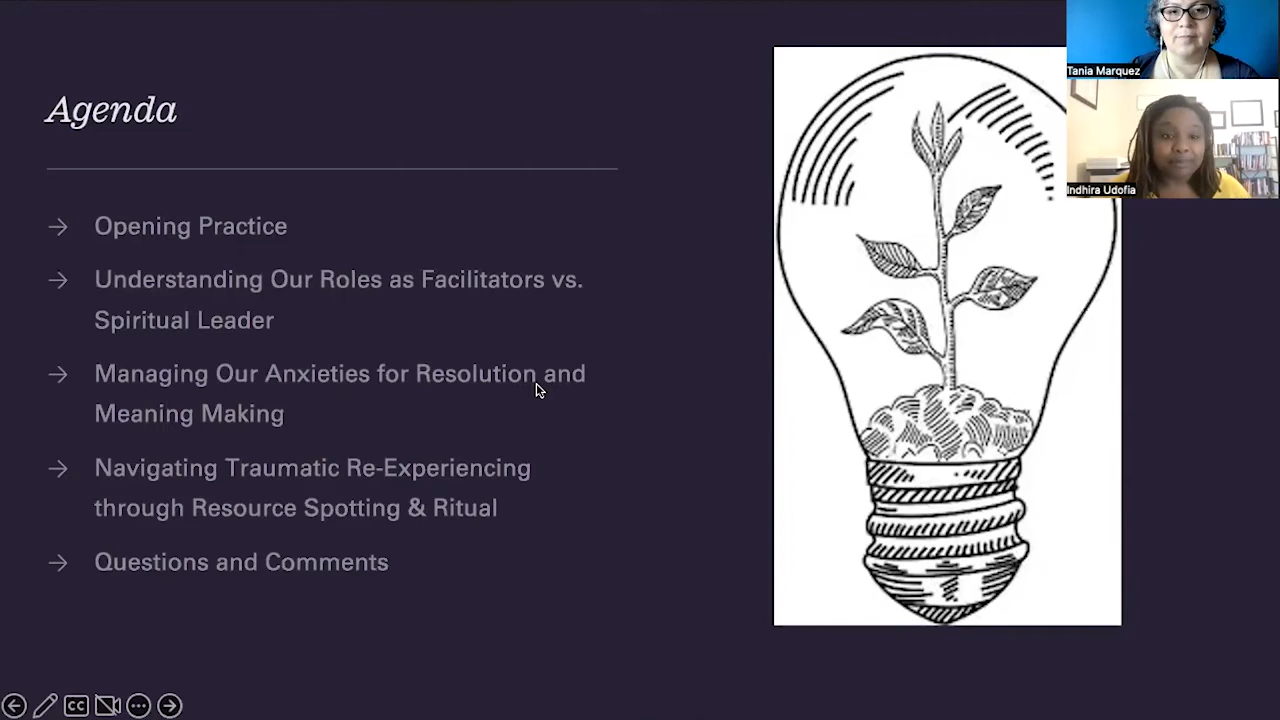 Agenda
Opening Practice
Understanding Our Roles as Facilitators vs.
Spiritual Leader
Managing Our Anxieties for Resolution and
Meaning Making
Navigating Traumatic Re-Experiencing
through Resource Spotting & Ritual
Questions and Comments
Tania Marquez
Indhira Udofia
CC